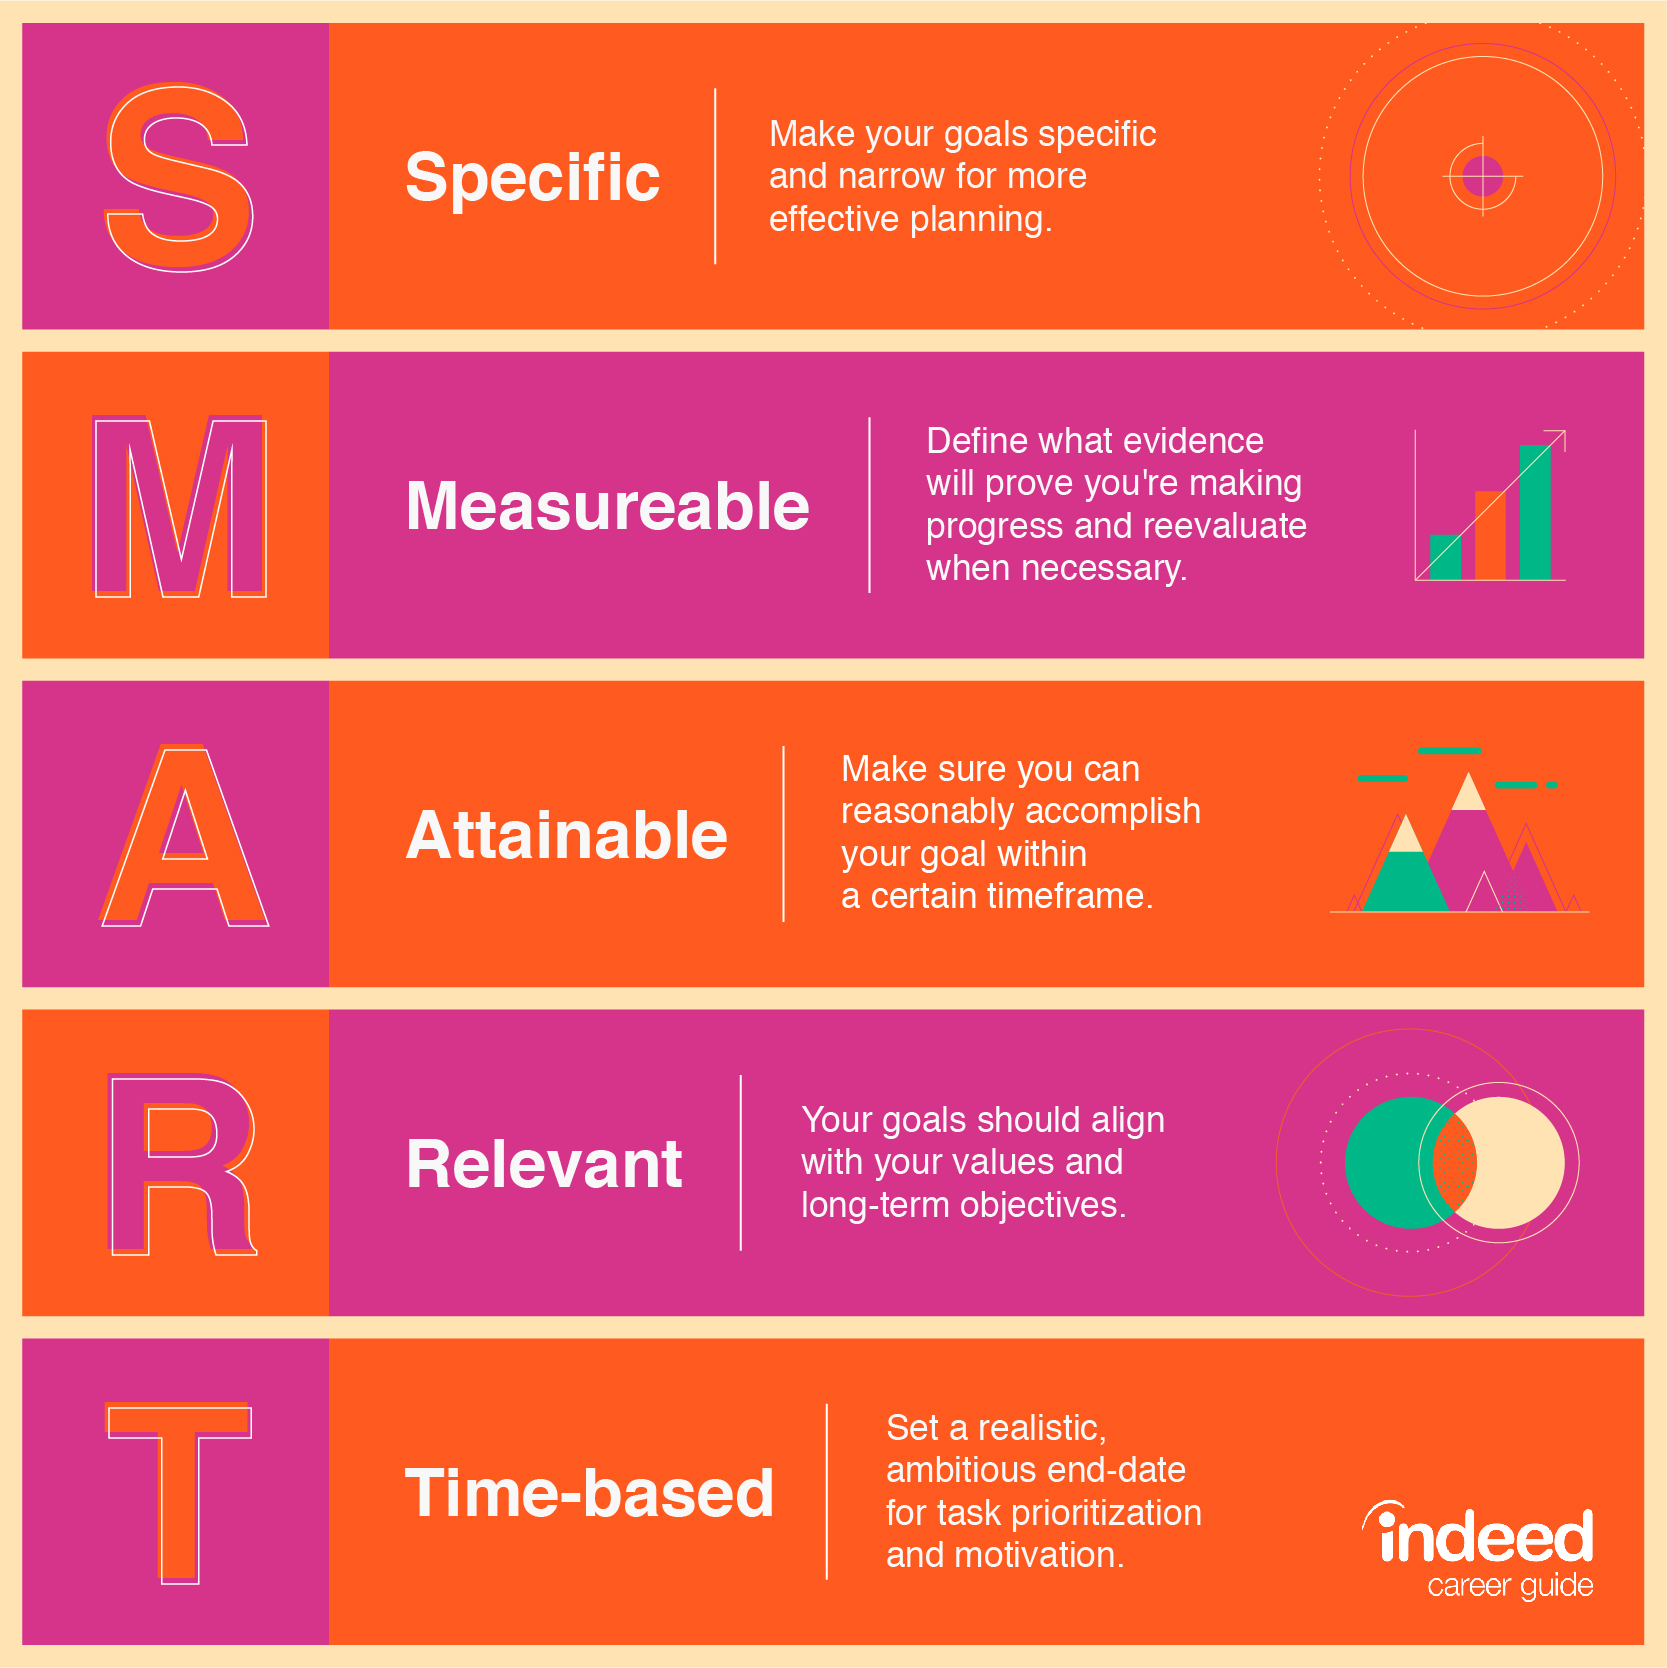 S
Specific
Make your goals specific
and narrow for more
effective planning.
M
Measureable
Define what evidence
will prove you're making
progress and reevaluate
when necessary.
A
Attainable
Make sure you can
reasonably accomplish
your goal within
a certain timeframe.
R
Relevant
Your goals should align
with your values and
long-term objectives.
T
Time-based
Set a realistic,
ambitious end-date
for task prioritization
and motivation.
indeed
career guide